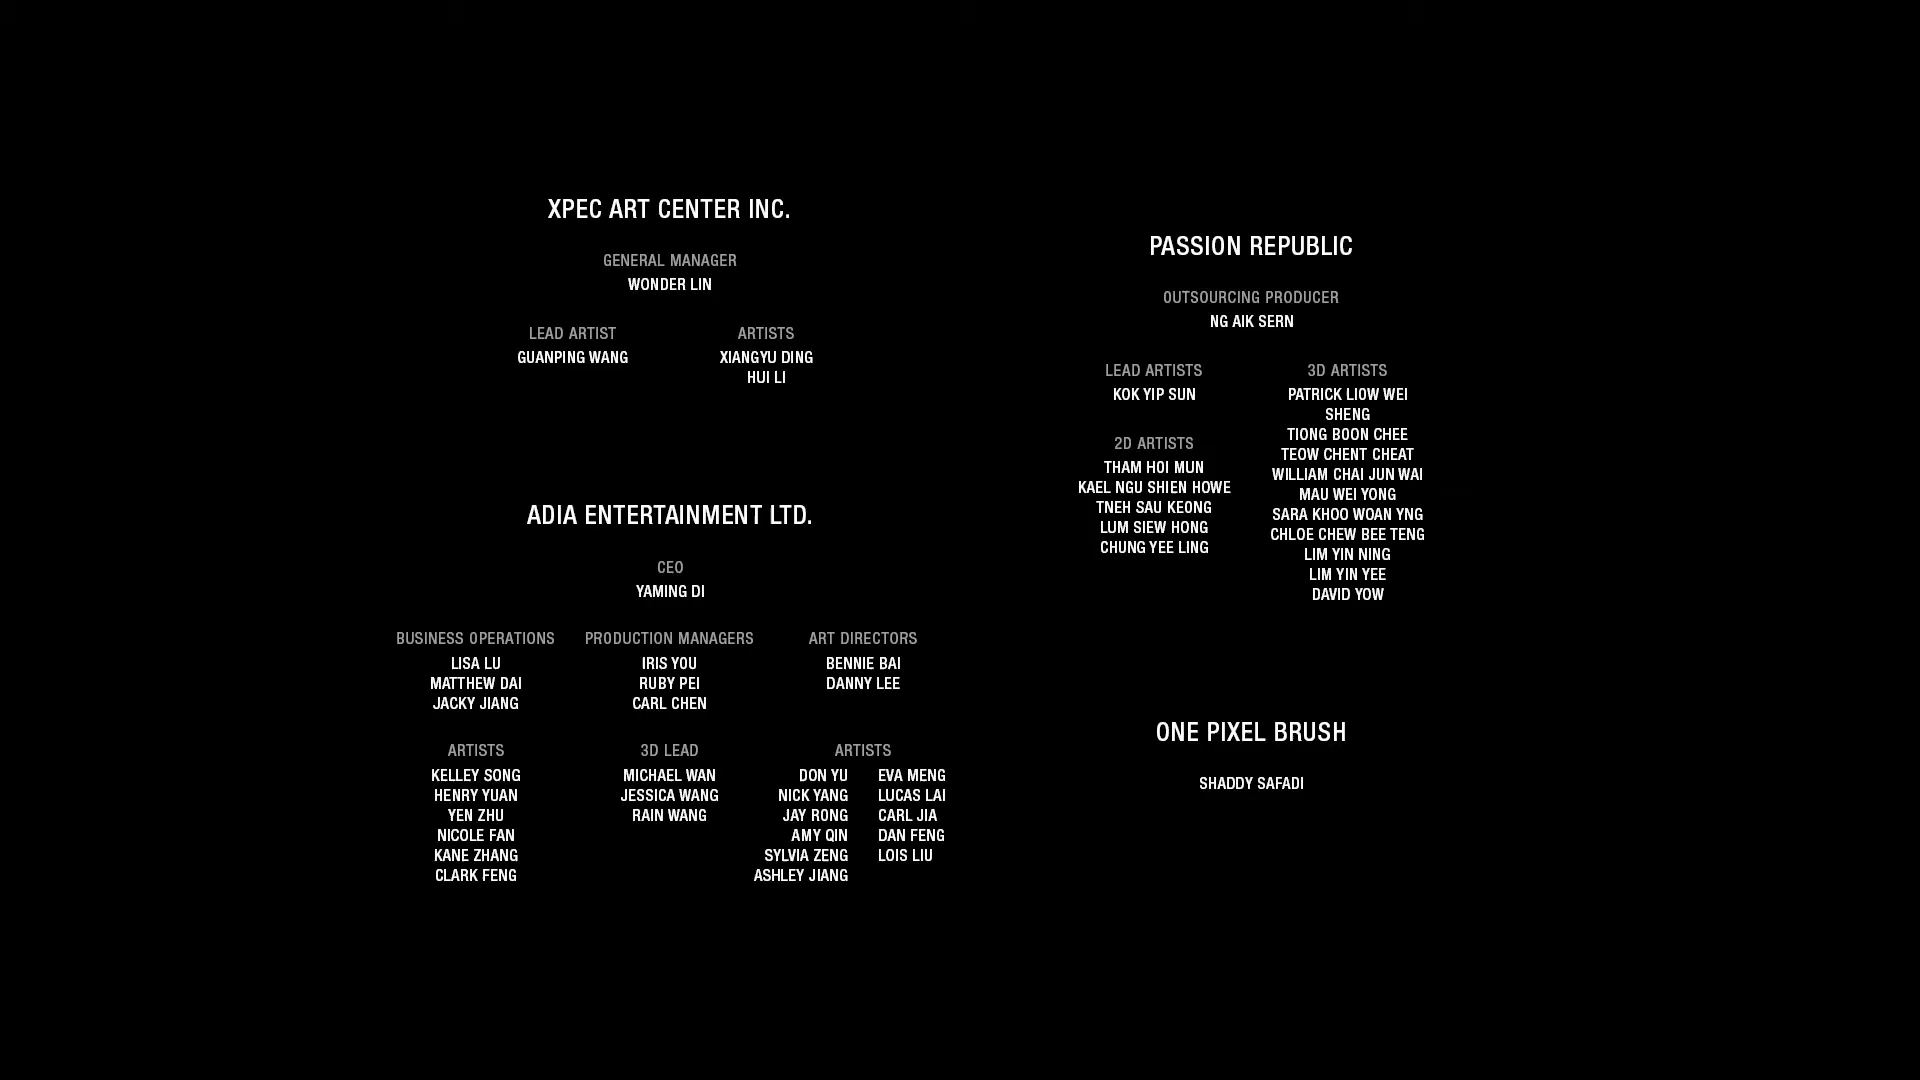 XPEC ART CENTER INC.
GENERAL MANAGER
WONDER LIN
LEAD ARTIST
GUANPING WANG
ARTISTS
XIANGYU DING
HUI LI
ADIA ENTERTAINMENT LTD.
CEO
YAMING DI
BUSINESS OPERATIONS
LISA LU
MATTHEW DAI
JACKY JIANG
PRODUCTION MANAGERS
IRIS YOU
RUBY PEI
CARL CHEN
ART DIRECTORS
BENNIE BAI
DANNY LEE
ARTISTS
KELLEY SONG
HENRY YUAN
YEN ZHU
NICOLE FAN
KANE ZHANG
CLARK FENG
3D LEAD
MICHAEL WAN
JESSICA WANG
RAIN WANG
ARTISTS
DON YU
NICK YANG
JAY RONG
AMY QIN
SYLVIA ZENG
ASHLEY JIANG
EVA MENG
LUCAS LAI
CARL JIA
DAN FENG
LOIS LIU
PASSION REPUBLIC
OUTSOURCING PRODUCER
NG AIK SERN
LEAD ARTISTS
KOK YIP SUN
2D ARTISTS
THAM HOI MUN
KAEL NGU SHIEN HOWE
TNEH SAU KEONG
LUM SIEW HONG
CHUNG YEE LING
3D ARTISTS
PATRICK LIOW WEI
SHENG
TIONG BOON CHEE
TEOW CHENT CHEAT
WILLIAM CHAI JUN WAI
MAU WEI YONG
SARA KHOO WOAN YNG
CHLOE CHEW BEE TENG
LIM YIN NING
LIM YIN YEE
DAVID YOW
ONE PIXEL BRUSH
SHADDY SAFADI